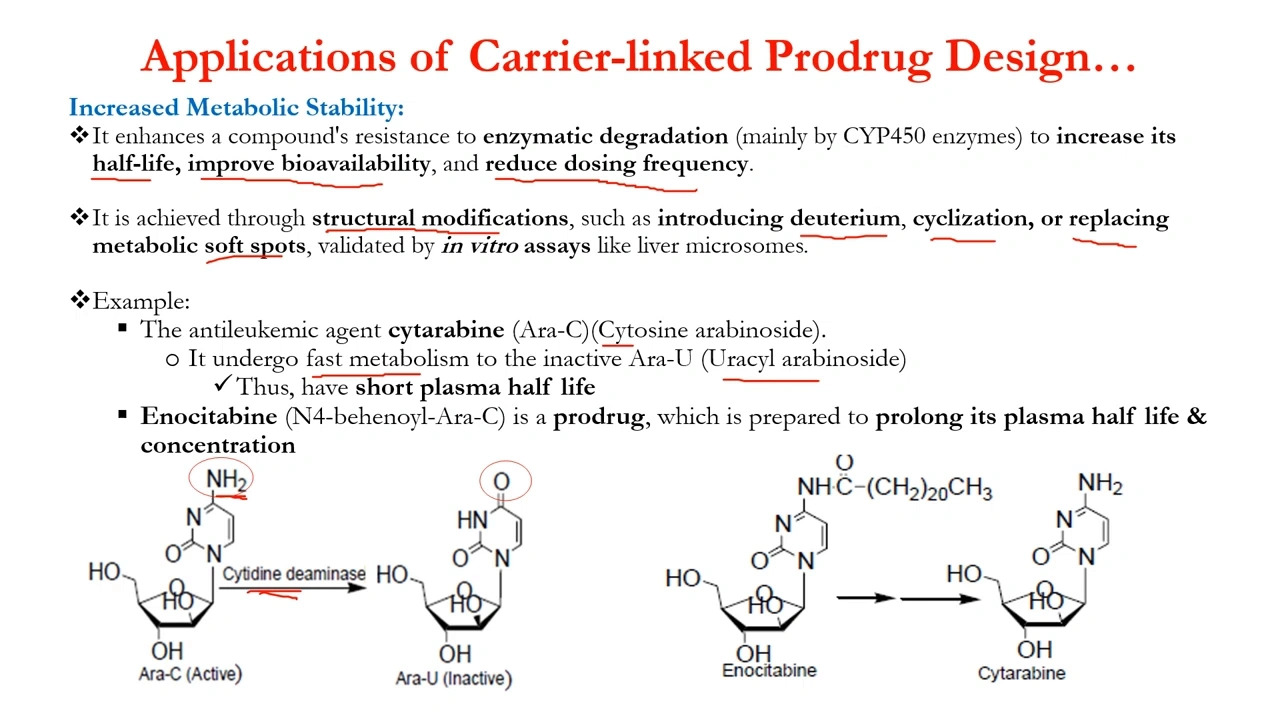 Applications of Carrier-linked Prodrug Design...
Increased Metabolic Stability:
❖It enhances a compound's resistance to enzymatic degradation (mainly by CYP450 enzymes) to increase its
half-life, improve bioavailability, and reduce dosing frequency.
❖It is achieved through structural modifications, such as introducing deuterium, cyclization, or replacing
metabolic soft spots, validated by in vitro assays like liver microsomes.
❖Example:
▪ The antileukemic agent cytarabine (Ara-C)(Cytosine arabinoside).
o It undergo fast metabolism to the inactive Ara-U (Uracyl arabinoside)
✓Thus, have short plasma half life
▪ Enocitabine (N4-behenoyl-Ara-C) is a prodrug, which is prepared to prolong its plasma half life &
concentration
NH2
N
O
N
HO
O
HO
OH
Ara-C (Active)
Cytidine deaminase
O
HN
O
N
HO
O
HO
OH
Ara-U (Inactive)
O
NH-C-(CH2)20CH3
N
O
N
HO
O
HO
OH
Enocitabine
NH2
N
O
N
HO
O
HO
OH
Cytarabine